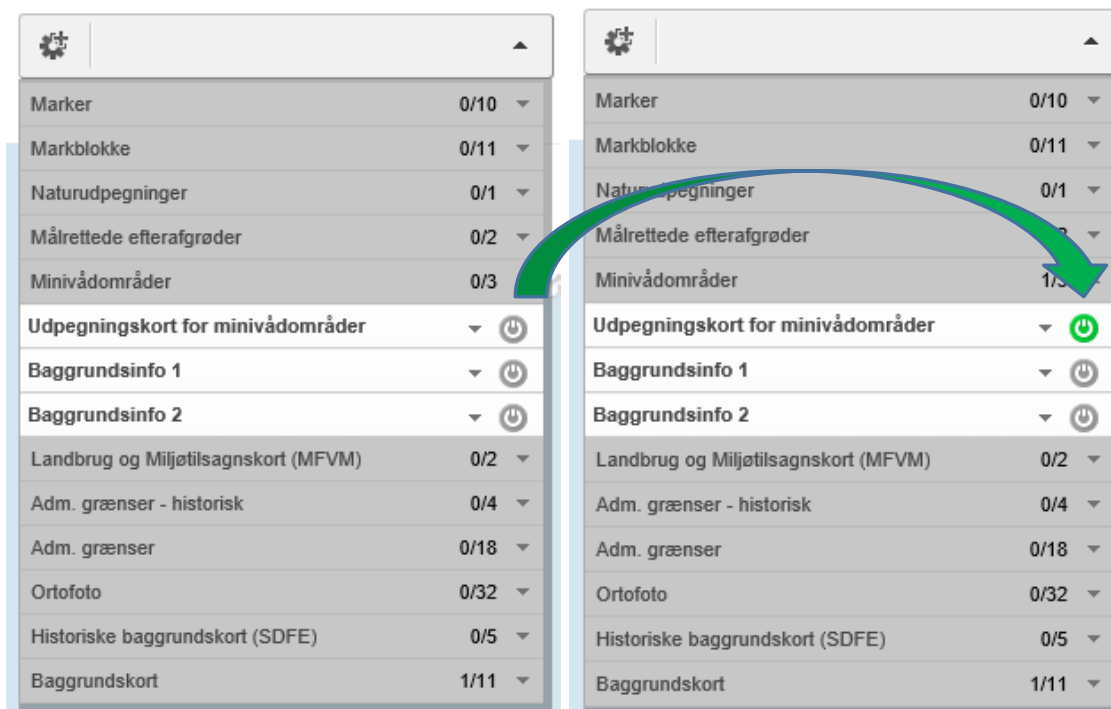 Marker 0/10
Markblokke 0/11
Naturudpegninger 0/1
Målrettede efterafgrøder 0/2
Minivådområder 0/3
Udpegningskort for minivådområder
Baggrundsinfo 1
Baggrundsinfo 2
Landbrug og Miljøtilsagnskort (MFVM) 0/2
Adm. grænser - historisk 0/4
Adm. grænser 0/18
Ortofoto 0/32
Historiske baggrundskort (SDFE) 0/5
Baggrundskort 1/11
Marker 0/10
Markblokke 0/11
Naturudpegninger 0/1
Målrettede efterafgrøder
Minivådområder 1/3
Udpegningskort for minivådområder
Baggrundsinfo 1
Baggrundsinfo 2
Landbrug og Miljøtilsagnskort (MFVM) 0/2
Adm. grænser - historisk 0/4
Adm. grænser 0/18
Ortofoto 0/32
Historiske baggrundskort (SDFE) 0/5
Baggrundskort 1/11